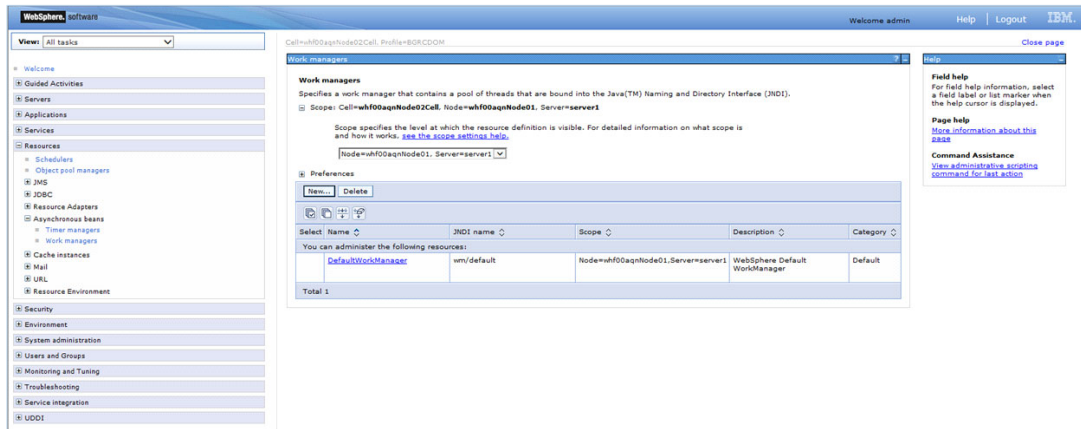 WebSphere. software
Welcome admin
Help | Logout
IBM.
View: All tasks
Cell=whf00aqnNode02Cell, Profile=BGRCDOM
Close page
Welcome
Guided Activities
Servers
Applications
Services
Resources
Schedulers
Object pool managers
JMS
JDBC
Resource Adapters
Asynchronous beans
Timer managers
Work managers
Cache instances
Mail
URL
Resource Environment
Security
Environment
System administration
Users and Groups
Monitoring and Tuning
Troubleshooting
Service integration
UDDI
Work managers
Work managers
Specifies a work manager that contains a pool of threads that are bound into the Java(TM) Naming and Directory Interface (JNDI).
Scope: Cell=whf00aqnNode02Cell, Node=whf00aqnNode01, Server=server1
Scope specifies the level at which the resource definition is visible. For detailed information on what scope is
and how it works, see the scope settings help.
Node=whf00aqnNode01, Server=server1
Preferences
New... Delete
Select Name JNDI name Scope Description Category
You can administer the following resources:
DefaultWorkManager wm/default Node=whf00aqnNode01,Server=server1 WebSphere Default Default
WorkManager
Total 1
Help
Field help
For field help information, select
a field label or list marker when
the help cursor is displayed.
Page help
More information about this
page
Command Assistance
View administrative scripting
command for last action